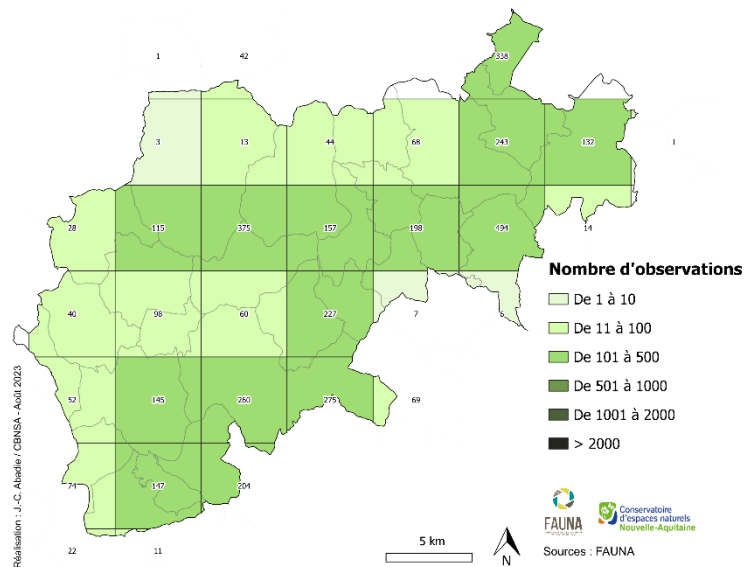 1 42 338
3 13 44 68 243 132 1
28 115 375 157 198 494 14
Nombre d'observations
De 1 à 10
De 11 à 100
De 101 à 500
De 501 à 1000
De 1001 à 2000
> 2000
40 98 60 227 7
52 145 260 275 69
74 147 204
22 11
Réalisation : J.-C. Abadie / CBNSA - Août 2023
5 km
N
FAUNA
Conservatoire
d'espaces naturels
Nouvelle-Aquitaine
Sources : FAUNA